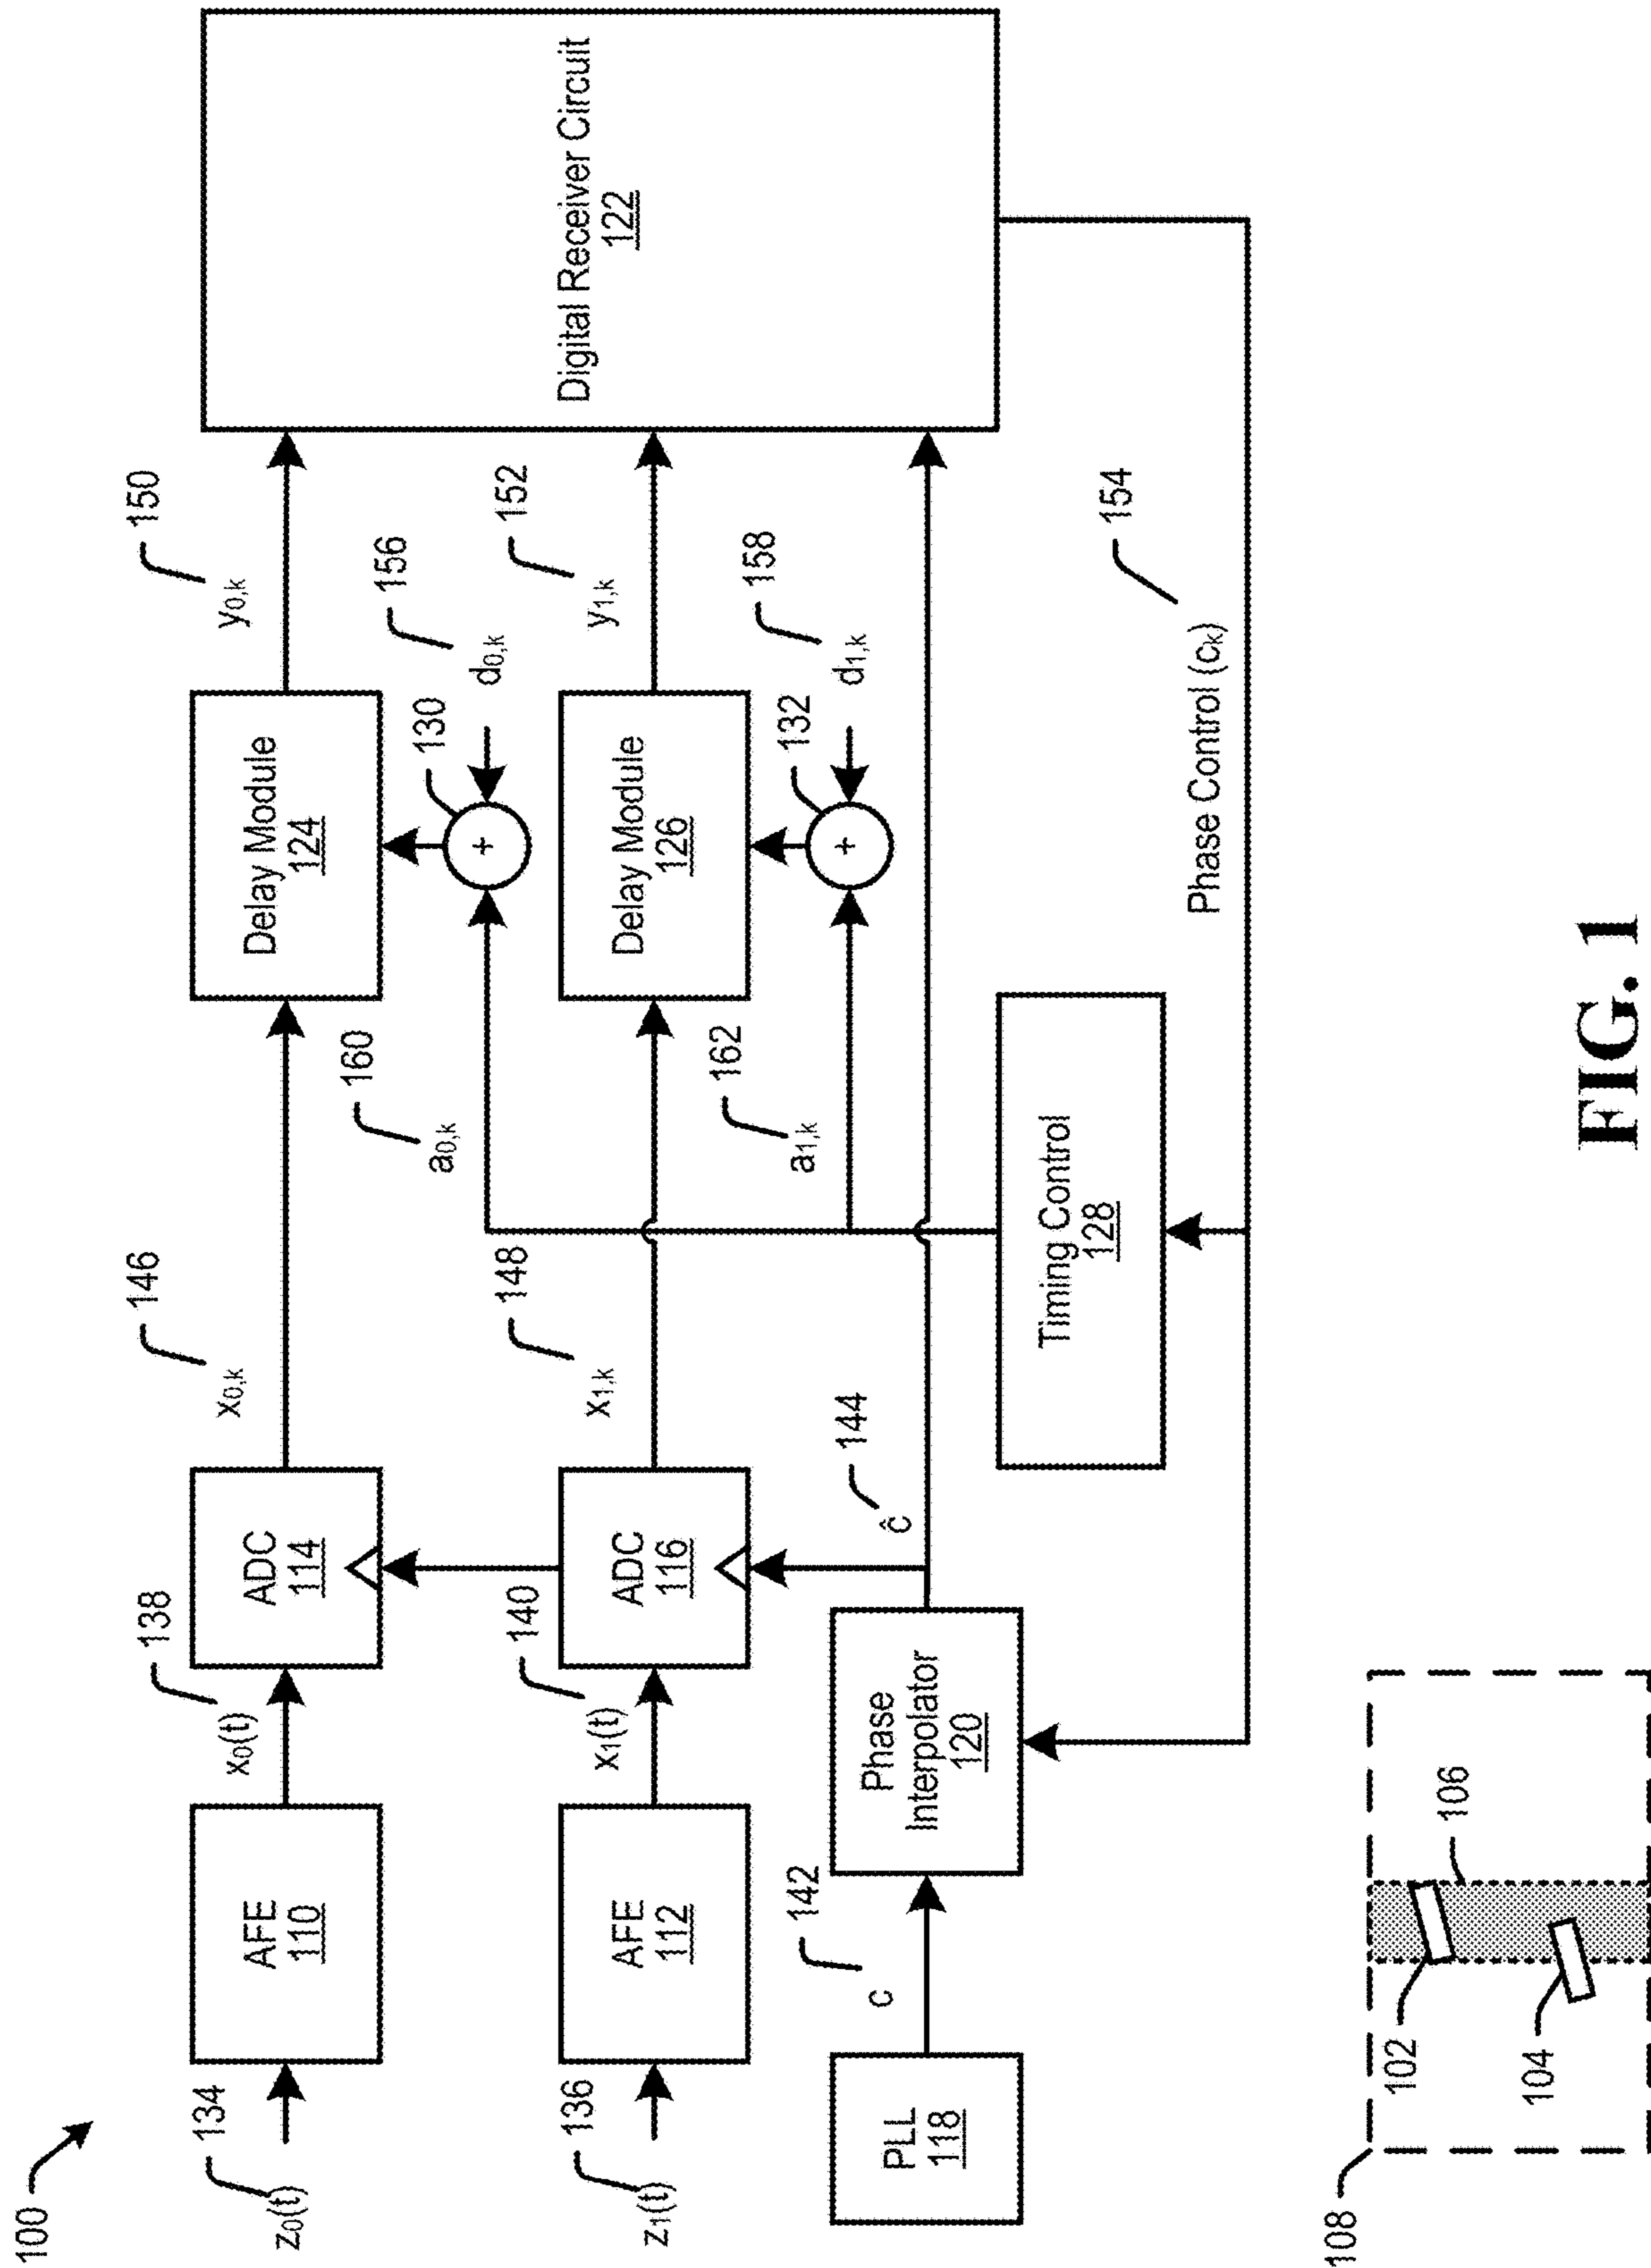 100
134
z0(t)
AFE
110
138
x0(t)
ADC
114
146
x0,k
Delay Module
124
150
y0,k
160
a0,k
130
+
156
d0,k
136
z1(t)
AFE
112
140
x1(t)
ADC
116
148
x1,k
Delay Module
126
152
y1,k
162
a1,k
132
+
158
d1,k
Digital Receiver Circuit
122
PLL
118
142
c
Phase
Interpolator
120
144
ĉ
Timing Control
128
Phase Control (ck)
154
108
102
104
106
FIG. 1